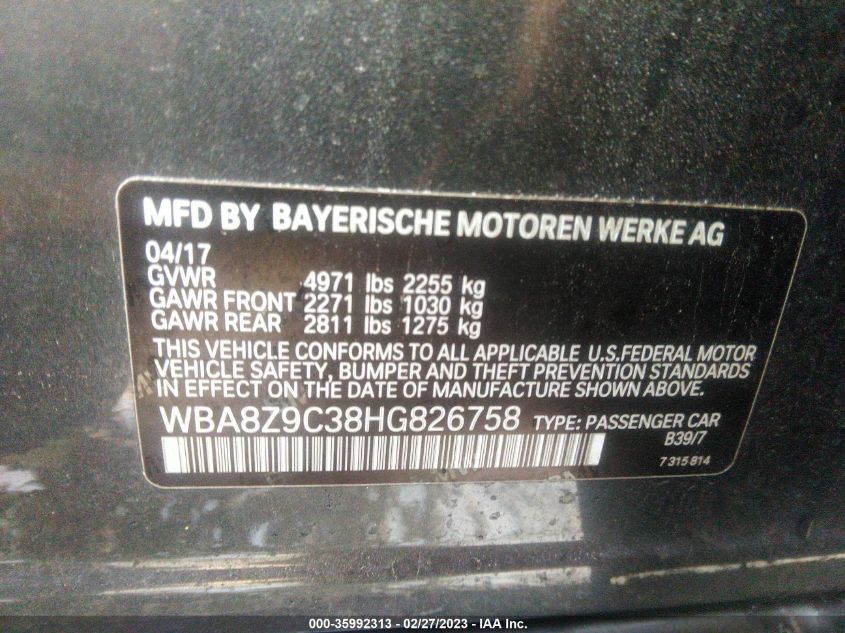 MFD BY BAYERISCHE MOTOREN WERKE AG
04/17
GVWR 4971 lbs 2255 kg
GAWR FRONT 2271 lbs 1030 kg
GAWR REAR 2811 lbs 1275 kg
THIS VEHICLE CONFORMS TO ALL APPLICABLE U.S.FEDERAL MOTOR
VEHICLE SAFETY, BUMPER AND THEFT PREVENTION STANDARDS
IN EFFECT ON THE DATE OF MANUFACTURE SHOWN ABOVE.
WBA8Z9C38HG826758 TYPE: PASSENGER CAR
B39/7
7315814
000-35992313 - 02/27/2023 - IAA Inc.